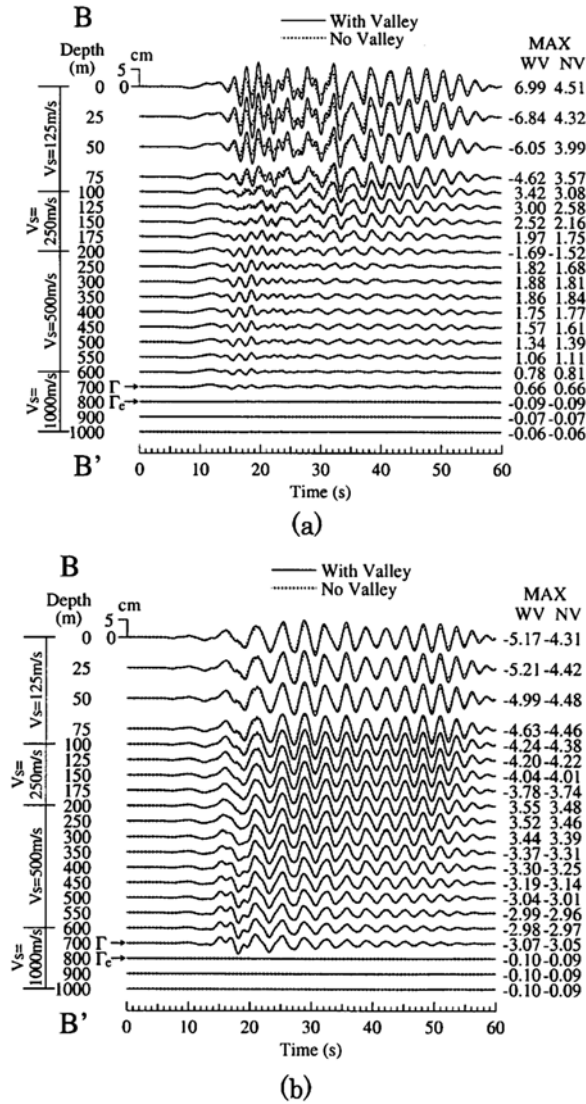 B
With Valley
No Valley
Depth
(m)
5 cm
0
MAX
WV NV
0 6.99 4.51
25 -6.84 4.32
50 -6.05 3.99
75 -4.62 3.57
100 3.42 3.08
125 3.00 2.58
150 2.52 2.16
175 1.97 1.75
200 -1.69 -1.52
250 1.82 1.68
300 1.88 1.81
350 1.86 1.84
400 1.75 1.77
450 1.57 1.61
500 1.34 1.39
550 1.06 1.11
600 0.78 0.81
700 Γ 0.66 0.66
800 Γe -0.09 -0.09
900 -0.07 -0.07
1000 -0.06 -0.06
Vs=125m/s
Vs=
250m/s
Vs=500m/s
Vs=
1000m/s
B'
0 10 20 30 40 50 60
Time (s)
(a)
B
With Valley
No Valley
Depth
(m)
5 cm
0
MAX
WV NV
0 -5.17 -4.31
25 -5.21 -4.42
50 -4.99 -4.48
75 -4.63 -4.46
100 -4.24 -4.38
125 -4.20 -4.22
150 -4.04 -4.01
175 -3.78 -3.74
200 3.55 3.48
250 3.52 3.46
300 3.44 3.39
350 -3.37 -3.31
400 -3.30 -3.25
450 -3.19 -3.14
500 -3.04 -3.01
550 -2.99 -2.96
600 -2.98 -2.97
700 Γ -3.07 -3.05
800 Γe -0.10 -0.09
900 -0.10 -0.09
1000 -0.10 -0.09
Vs=125m/s
Vs=
250m/s
Vs=500m/s
Vs=
1000m/s
B'
0 10 20 30 40 50 60
Time (s)
(b)